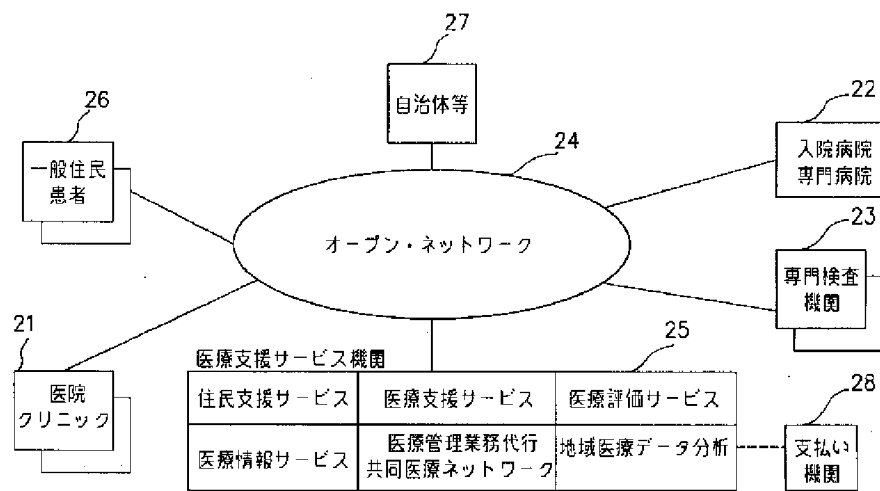 27
自治体等
26
一般住民
患者
24
22
入院病院
専門病院
オープン・ネットワーク
23
専門検査
機関
21
医院
クリニック
医療支援サービス機関
25
住民支援サービス
医療支援サービス
医療評価サービス
医療情報サービス
医療管理業務代行
共同医療ネットワーク
地域医療データ分析
28
支払い
機関